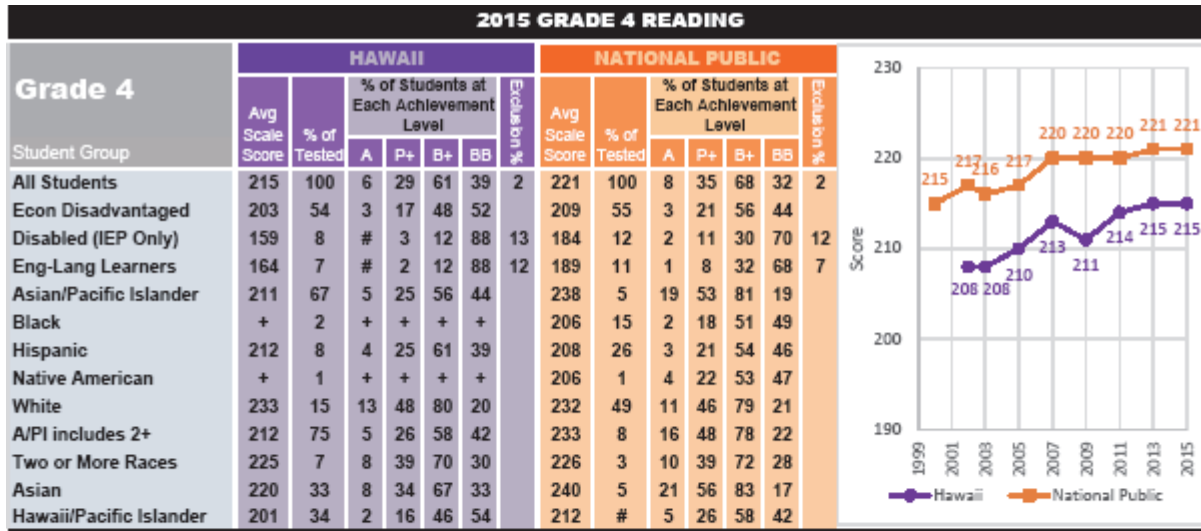 2015 GRADE 4 READING
Grade 4
Student Group
HAWAII
Avg Scale Score
% of Tested
% of Students at Each Achievement Level
A P+ B+ BB
Exclusion %
NATIONAL PUBLIC
Avg Scale Score
% of Tested
% of Students at Each Achievement Level
A P+ B+ BB
Exclusion %
All Students 215 100 6 29 61 39 2 221 100 8 35 68 32 2
Econ Disadvantaged 203 54 3 17 48 52 209 55 3 21 56 44
Disabled (IEP Only) 159 8 # 3 12 88 13 184 12 2 11 30 70 12
Eng-Lang Learners 164 7 # 2 12 88 12 189 11 1 8 32 68 7
Asian/Pacific Islander 211 67 5 25 56 44 238 5 19 53 81 19
Black + 2 + + + + 206 15 2 18 51 49
Hispanic 212 8 4 25 61 39 208 26 3 21 54 46
Native American + 1 + + + + 206 1 4 22 53 47
White 233 15 13 48 80 20 232 49 11 46 79 21
A/PI includes 2+ 212 75 5 26 58 42 233 8 16 48 78 22
Two or More Races 225 7 8 39 70 30 226 3 10 39 72 28
Asian 220 33 8 34 67 33 240 5 21 56 83 17
Hawaii/Pacific Islander 201 34 2 16 46 54 212 # 5 26 58 42
230
220
210
200
190
Score
215 217 216 217 220 220 220 221 221
208 208 210 213 211 214 215 215
1999 2001 2003 2005 2007 2009 2011 2013 2015
Hawaii National Public